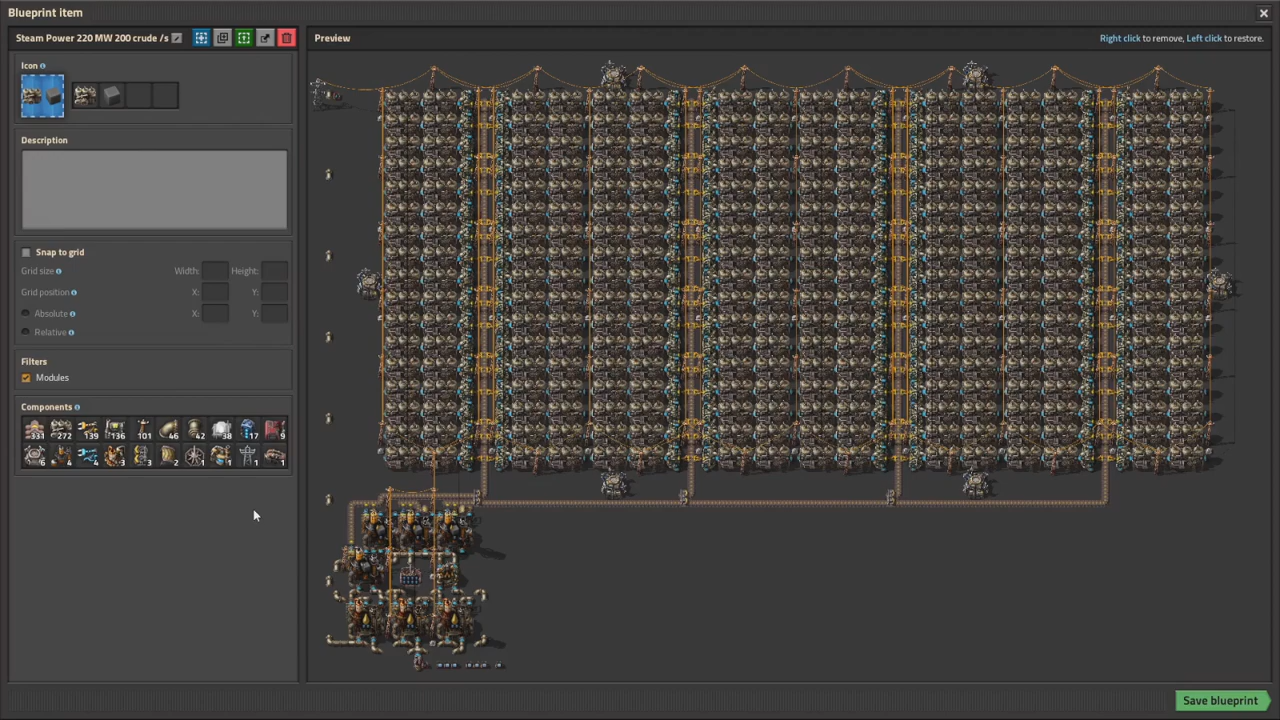 Blueprint item
Steam Power 220 MW 200 crude /s
Preview
Right click to remove, Left click to restore.
Icon
Description
Snap to grid
Grid size
Width:
Height:
Grid position
X:
Y:
Absolute
X:
Y:
Relative
Filters
Modules
Components
331 272 139 136 101 46 42 38 17 9
6 4 4 3 3 2 1 1 1 1
Save blueprint